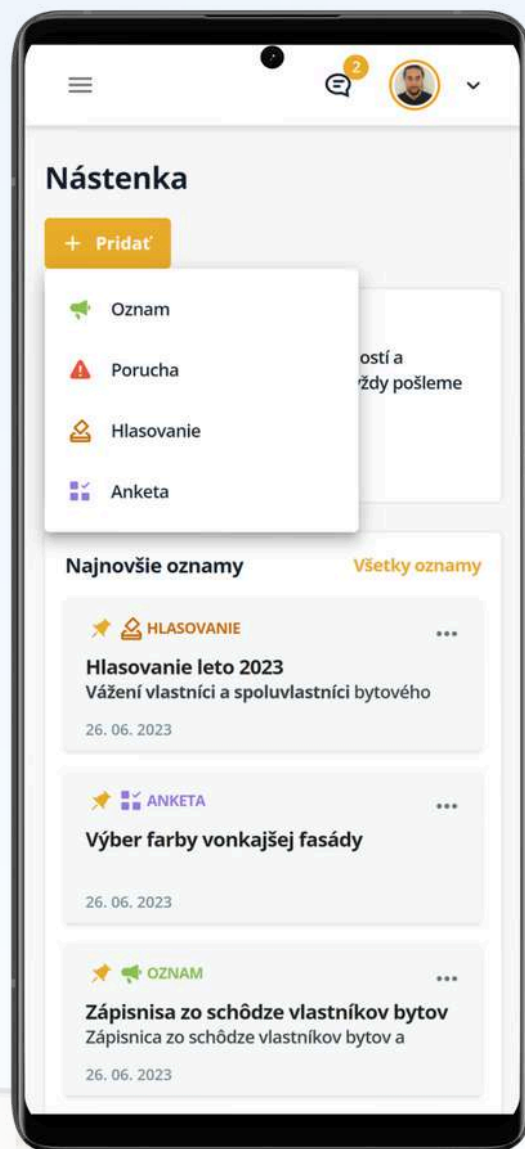 2
Nástenka
+ Pridať
Oznam
Porucha
Hlasovanie
Anketa
ostí a
ždy pošleme
Najnovšie oznamy
Všetky oznamy
HLASOVANIE
Hlasovanie leto 2023
Vážení vlastníci a spoluvlastníci bytového
26. 06. 2023
ANKETA
Výber farby vonkajšej fasády
26. 06. 2023
OZNAM
Zápisnisa zo schôdze vlastníkov bytov
Zápisnica zo schôdze vlastníkov bytov a
26. 06. 2023